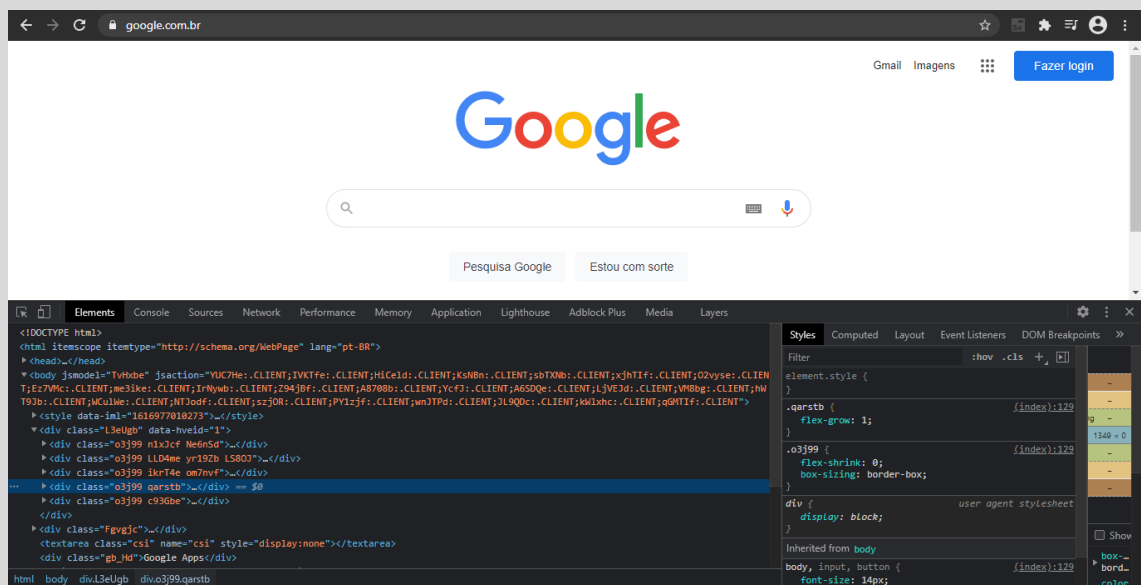 google.com.br
Gmail Imagens Fazer login
Google
Pesquisa Google Estou com sorte
Elements Console Sources Network Performance Memory Application Lighthouse Adblock Plus Media Layers
<!DOCTYPE html>
<html itemscope itemtype="http://schema.org/WebPage" lang="pt-BR">
<head>…</head>
<body jsmodel="TvHxbe" jsaction="YUC7He:.CLIENT;IVKTfe:.CLIENT;HiCeld:.CLIENT;KsNBn:.CLIENT;sbTXNb:.CLIENT;xjhTIf:.CLIENT;O2vyse:.CLIEN
T;Ez7VMc:.CLIENT;me3ike:.CLIENT;IrNywb:.CLIENT;Z94jBf:.CLIENT;A8708b:.CLIENT;YcfJ:.CLIENT;A6SDQe:.CLIENT;LjVEJd:.CLIENT;VM8bg:.CLIENT;hW
T9Jb:.CLIENT;WCulWe:.CLIENT;NTJodf:.CLIENT;szjOR:.CLIENT;PY1zjf:.CLIENT;wnJTPd:.CLIENT;JL9QDc:.CLIENT;kWlxhc:.CLIENT;qGMTIf:.CLIENT">
<style data-iml="1616977010273">…</style>
<div class="L3eUgb" data-hveid="1">
<div class="o3j99 n1xJcf Ne6nSd">…</div>
<div class="o3j99 LLD4me yr19Zb LS8OJ">…</div>
<div class="o3j99 ikrT4e om7nvf">…</div>
… <div class="o3j99 qarstb">…</div> == $0
<div class="o3j99 c93Gbe">…</div>
</div>
<div class="Fgvgjc">…</div>
<textarea class="csi" name="csi" style="display:none"></textarea>
<div class="gb_Hd">Google Apps</div>
html body div.L3eUgb div.o3j99.qarstb
Styles Computed Layout Event Listeners DOM Breakpoints »
Filter :hov .cls +
element.style {
}
.qarstb { (index):129
flex-grow: 1;
}
.o3j99 { (index):129
flex-shrink: 0;
box-sizing: border-box;
}
div { user agent stylesheet
display: block;
}
Inherited from body
body, input, button { (index):129
font-size: 14px;
-
-
-
1349 × 0
-
-
-
Show
box-…
bord…
color